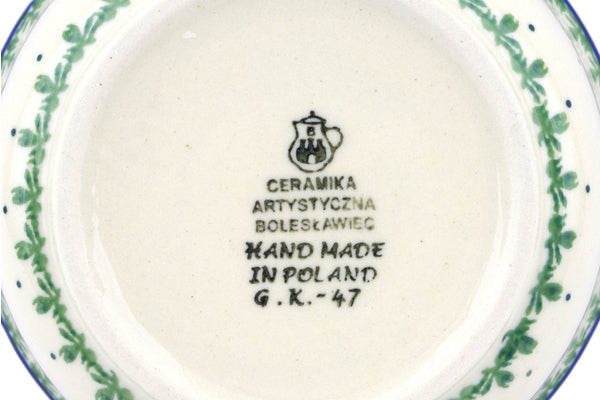 B
CERAMIKA
ARTYSTYCZNA
BOLESŁAWIEC
HAND MADE
IN POLAND
G.K.-47